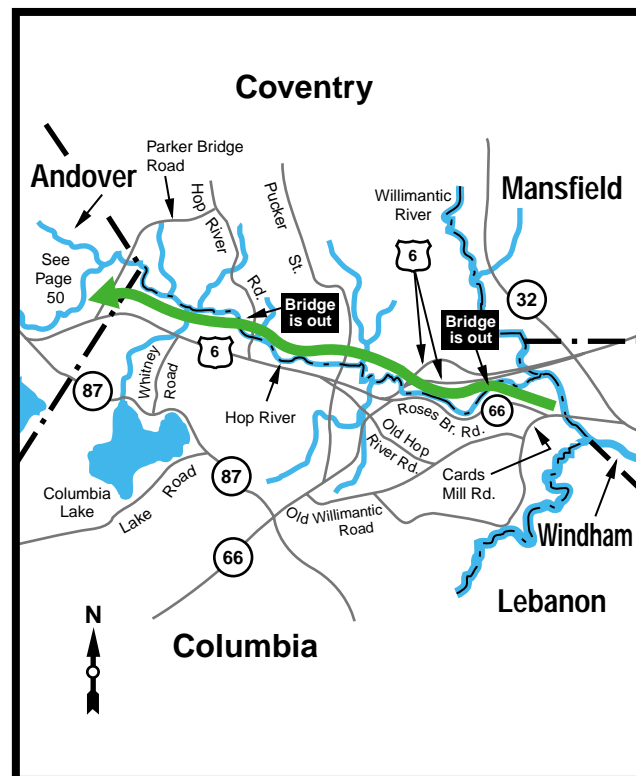 Coventry
Parker Bridge
Road
Andover
Hop
River
Rd.
Pucker
St.
Willimantic
River
Mansfield
6
See
Page
50
32
Bridge
is out
Bridge
is out
6
Whitney
Road
87
Hop River
Roses Br. Rd.
66
Old Hop
River Rd.
Columbia
Lake
Lake Road
87
Cards
Mill Rd.
Old Willimantic
Road
Windham
66
Lebanon
N
Columbia